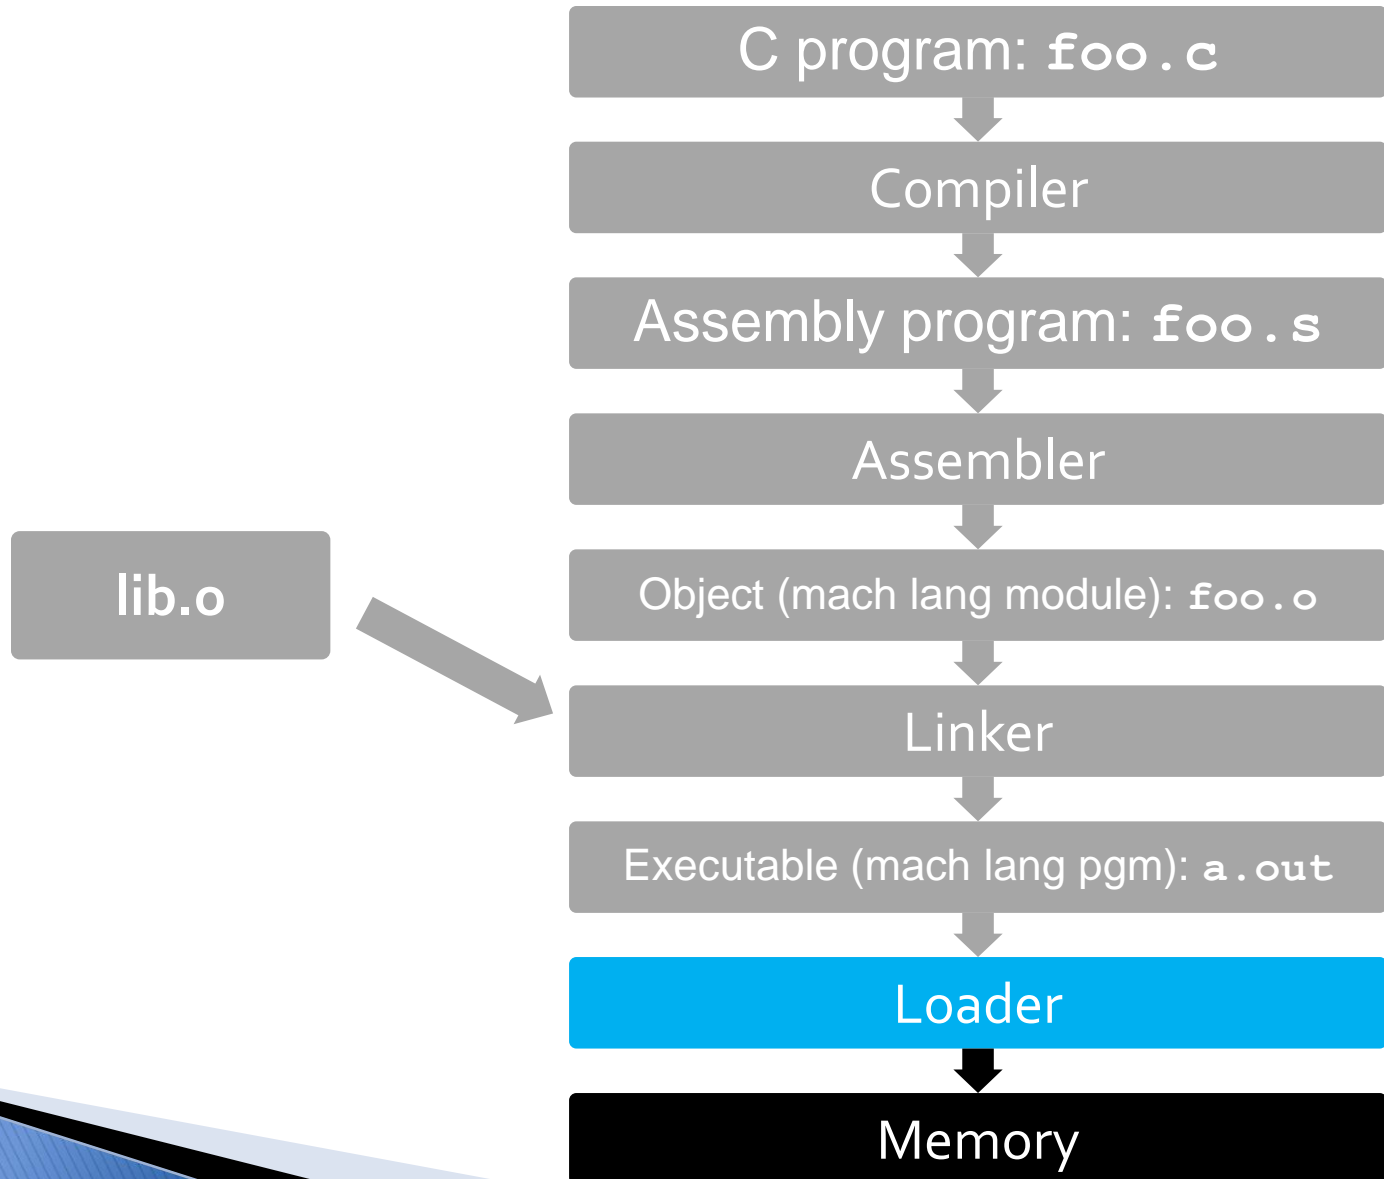 C program: foo.c
Compiler
Assembly program: foo.s
Assembler
lib.o
Object (mach lang module): foo.o
Linker
Executable (mach lang pgm): a.out
Loader
Memory